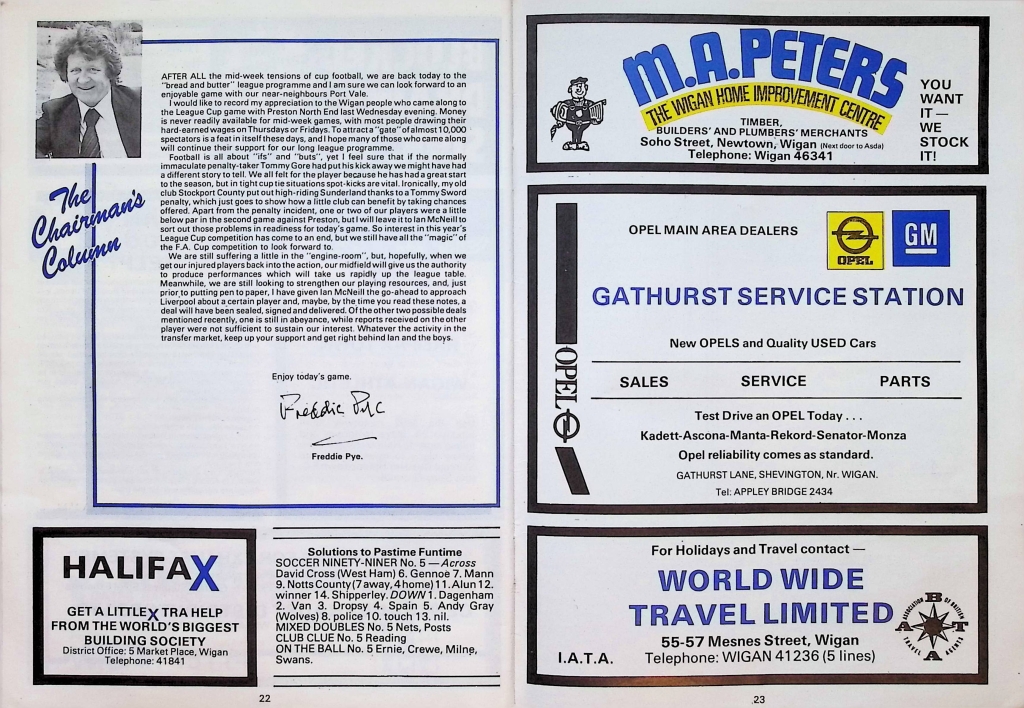 AFTER ALL the mid-week tensions of cup football, we are back today to the
"bread and butter" league programme and I am sure we can look forward to an
enjoyable game with our near-neighbours Port Vale.
I would like to record my appreciation to the Wigan people who came along to
the League Cup game with Preston North End last Wednesday evening. Money
is never readily available for mid-week games, with most people drawing their
hard-earned wages on Thursdays or Fridays. To attract a "gate" of almost 10,000
spectators is a feat in itself these days, and I hope many of those who came along
will continue their support for our long league programme.
Football is all about "ifs" and "buts", yet I feel sure that if the normally
immaculate penalty-taker Tommy Gore had put his kick away we might have had
a different story to tell. We all felt for the player because he has had a great start
to the season, but in tight cup tie situations spot-kicks are vital. Ironically, my old
club Stockport County put out high-riding Sunderland thanks to a Tommy Sword
penalty, which just goes to show how a little club can benefit by taking chances
offered. Apart from the penalty incident, one or two of our players were a little
below par in the second game against Preston, but I will leave it to Ian McNeill to
sort out those problems in readiness for today's game. So interest in this year's
League Cup competition has come to an end, but we still have all the "magic" of
the F.A. Cup competition to look forward to.
We are still suffering a little in the "engine-room", but, hopefully, when we
get our injured players back into the action, our midfield will give us the authority
to produce performances which will take us rapidly up the league table.
Meanwhile, we are still looking to strengthen our playing resources, and, just
prior to putting pen to paper, I have given Ian McNeill the go-ahead to approach
Liverpool about a certain player and, maybe, by the time you read these notes, a
deal will have been sealed, signed and delivered. Of the other two possible deals
mentioned recently, one is still in abeyance, while reports received on the other
player were not sufficient to sustain our interest. Whatever the activity in the
transfer market, keep up your support and get right behind Ian and the boys.
The
Chairman's
Column
Enjoy today's game.
Freddie Pye
Freddie Pye.
HALIFAX
GET A LITTLE X TRA HELP
FROM THE WORLD'S BIGGEST
BUILDING SOCIETY
District Office: 5 Market Place, Wigan
Telephone: 41841
Solutions to Pastime Funtime
SOCCER NINETY-NINER No. 5 — Across
David Cross (West Ham) 6. Gennoe 7. Mann
9. Notts County (7 away, 4 home) 11. Alun 12.
winner 14. Shipperley. DOWN 1. Dagenham
2. Van 3. Dropsy 4. Spain 5. Andy Gray
(Wolves) 8. police 10. touch 13. nil.
MIXED DOUBLES No. 5 Nets, Posts
CLUB CLUE No. 5 Reading
ON THE BALL No. 5 Ernie, Crewe, Milne,
Swans.
22
M.A. PETERS
THE WIGAN HOME IMPROVEMENT CENTRE
TIMBER,
BUILDERS' AND PLUMBERS' MERCHANTS
Soho Street, Newtown, Wigan (Next door to Asda)
Telephone: Wigan 46341
YOU
WANT
IT —
WE
STOCK
IT!
OPEL MAIN AREA DEALERS
OPEL
GM
GATHURST SERVICE STATION
New OPELS and Quality USED Cars
SALES SERVICE PARTS
OPEL
Test Drive an OPEL Today . . .
Kadett-Ascona-Manta-Rekord-Senator-Monza
Opel reliability comes as standard.
GATHURST LANE, SHEVINGTON, Nr. WIGAN.
Tel: APPLEY BRIDGE 2434
For Holidays and Travel contact —
WORLD WIDE
TRAVEL LIMITED
55-57 Mesnes Street, Wigan
I.A.T.A.
Telephone: WIGAN 41236 (5 lines)
ABTA
ASSOCIATION OF BRITISH TRAVEL AGENTS
23